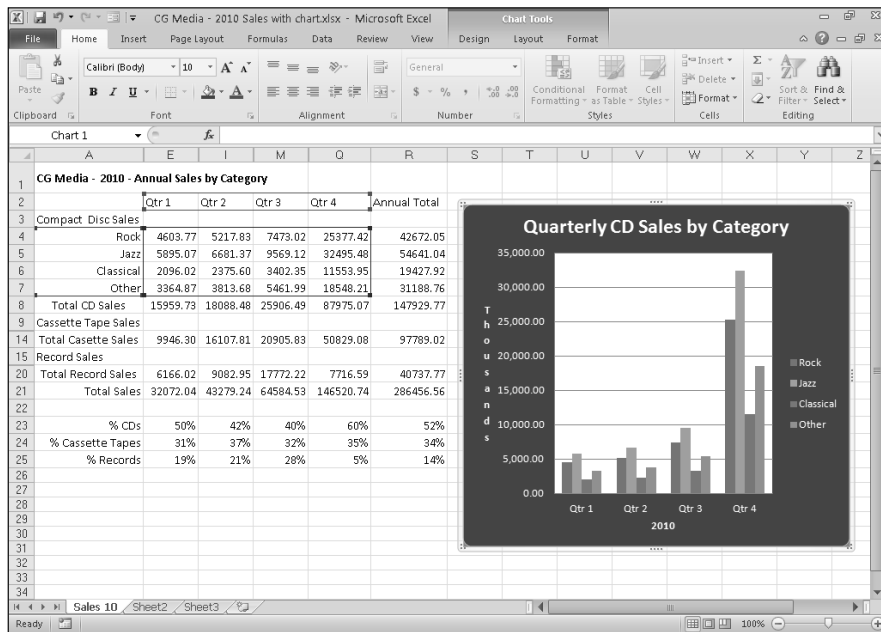 CG Media - 2010 Sales with chart.xlsx - Microsoft Excel
Chart Tools
File Home Insert Page Layout Formulas Data Review View Design Layout Format
Paste
Clipboard
Calibri (Body) 10
B I U
Font
Alignment
General
$ % ,
Number
Conditional Formatting
Format as Table
Cell Styles
Styles
Insert
Delete
Format
Cells
Sort & Filter
Find & Select
Editing
Chart 1
fx
A E I M Q R S T U V W X Y Z
1 CG Media - 2010 - Annual Sales by Category
2 Qtr 1 Qtr 2 Qtr 3 Qtr 4 Annual Total
3 Compact Disc Sales
4 Rock 4603.77 5217.83 7473.02 25377.42 42672.05
5 Jazz 5895.07 6681.37 9569.12 32495.48 54641.04
6 Classical 2096.02 2375.60 3402.35 11553.95 19427.92
7 Other 3364.87 3813.68 5461.99 18548.21 31188.76
8 Total CD Sales 15959.73 18088.48 25906.49 87975.07 147929.77
9 Cassette Tape Sales
14 Total Casette Sales 9946.30 16107.81 20905.83 50829.08 97789.02
15 Record Sales
20 Total Record Sales 6166.02 9082.95 17772.22 7716.59 40737.77
21 Total Sales 32072.04 43279.24 64584.53 146520.74 286456.56
22
23 % CDs 50% 42% 40% 60% 52%
24 % Cassette Tapes 31% 37% 32% 35% 34%
25 % Records 19% 21% 28% 5% 14%
26
27
28
29
30
31
32
33
34
Quarterly CD Sales by Category
Thousands
35,000.00
30,000.00
25,000.00
20,000.00
15,000.00
10,000.00
5,000.00
0.00
Qtr 1 Qtr 2 Qtr 3 Qtr 4
2010
Rock
Jazz
Classical
Other
Sales 10 Sheet2 Sheet3
Ready
100%